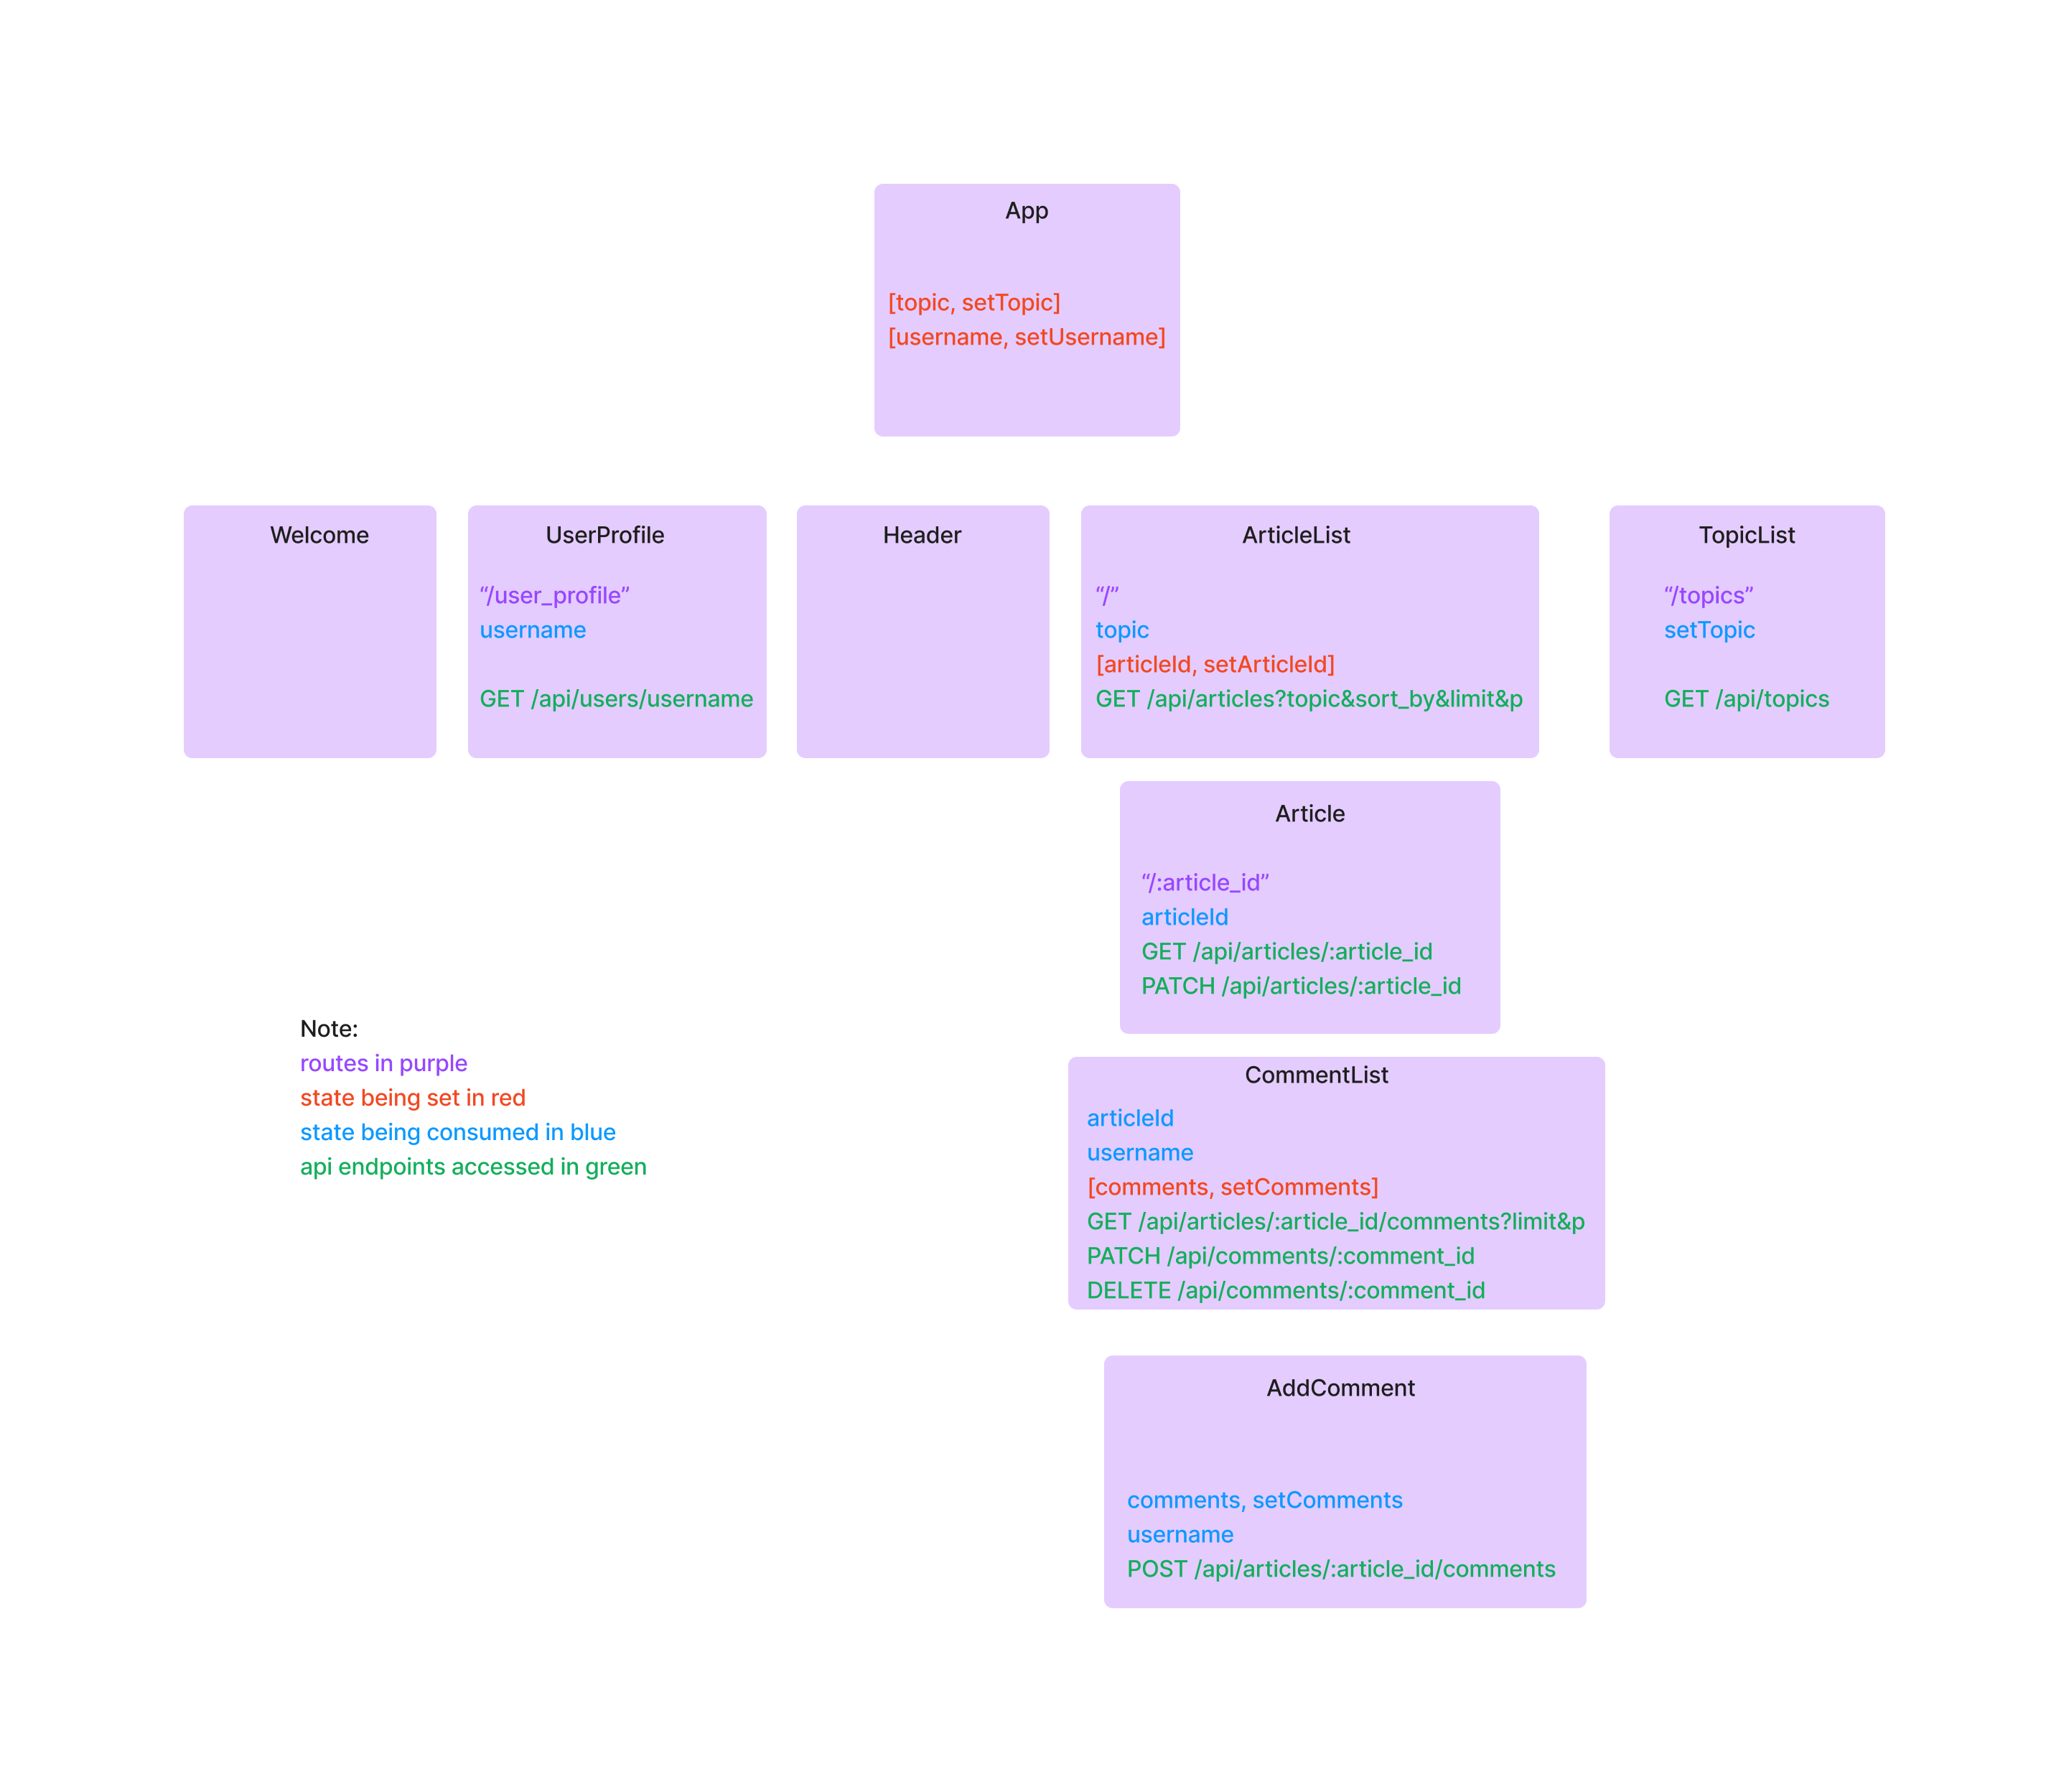 App
[topic, setTopic]
[username, setUsername]
Welcome
UserProfile
“/user_profile”
username
GET /api/users/username
Header
ArticleList
“/”
topic
[articleId, setArticleId]
GET /api/articles?topic&sort_by&limit&p
TopicList
“/topics”
setTopic
GET /api/topics
Article
“/:article_id”
articleId
GET /api/articles/:article_id
PATCH /api/articles/:article_id
Note:
routes in purple
state being set in red
state being consumed in blue
api endpoints accessed in green
CommentList
articleId
username
[comments, setComments]
GET /api/articles/:article_id/comments?limit&p
PATCH /api/comments/:comment_id
DELETE /api/comments/:comment_id
AddComment
comments, setComments
username
POST /api/articles/:article_id/comments